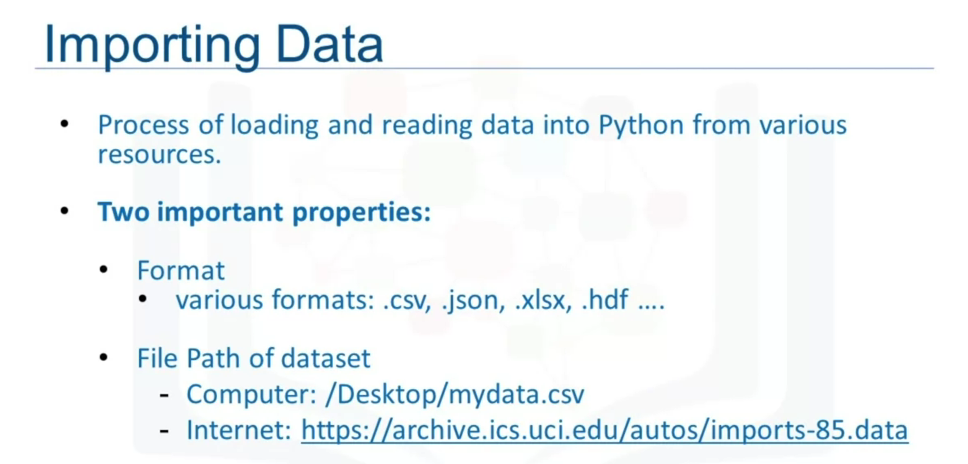 Importing Data
• Process of loading and reading data into Python from various
resources.
• Two important properties:
• Format
• various formats: .csv, .json, .xlsx, .hdf ....
• File Path of dataset
- Computer: /Desktop/mydata.csv
- Internet: https://archive.ics.uci.edu/autos/imports-85.data